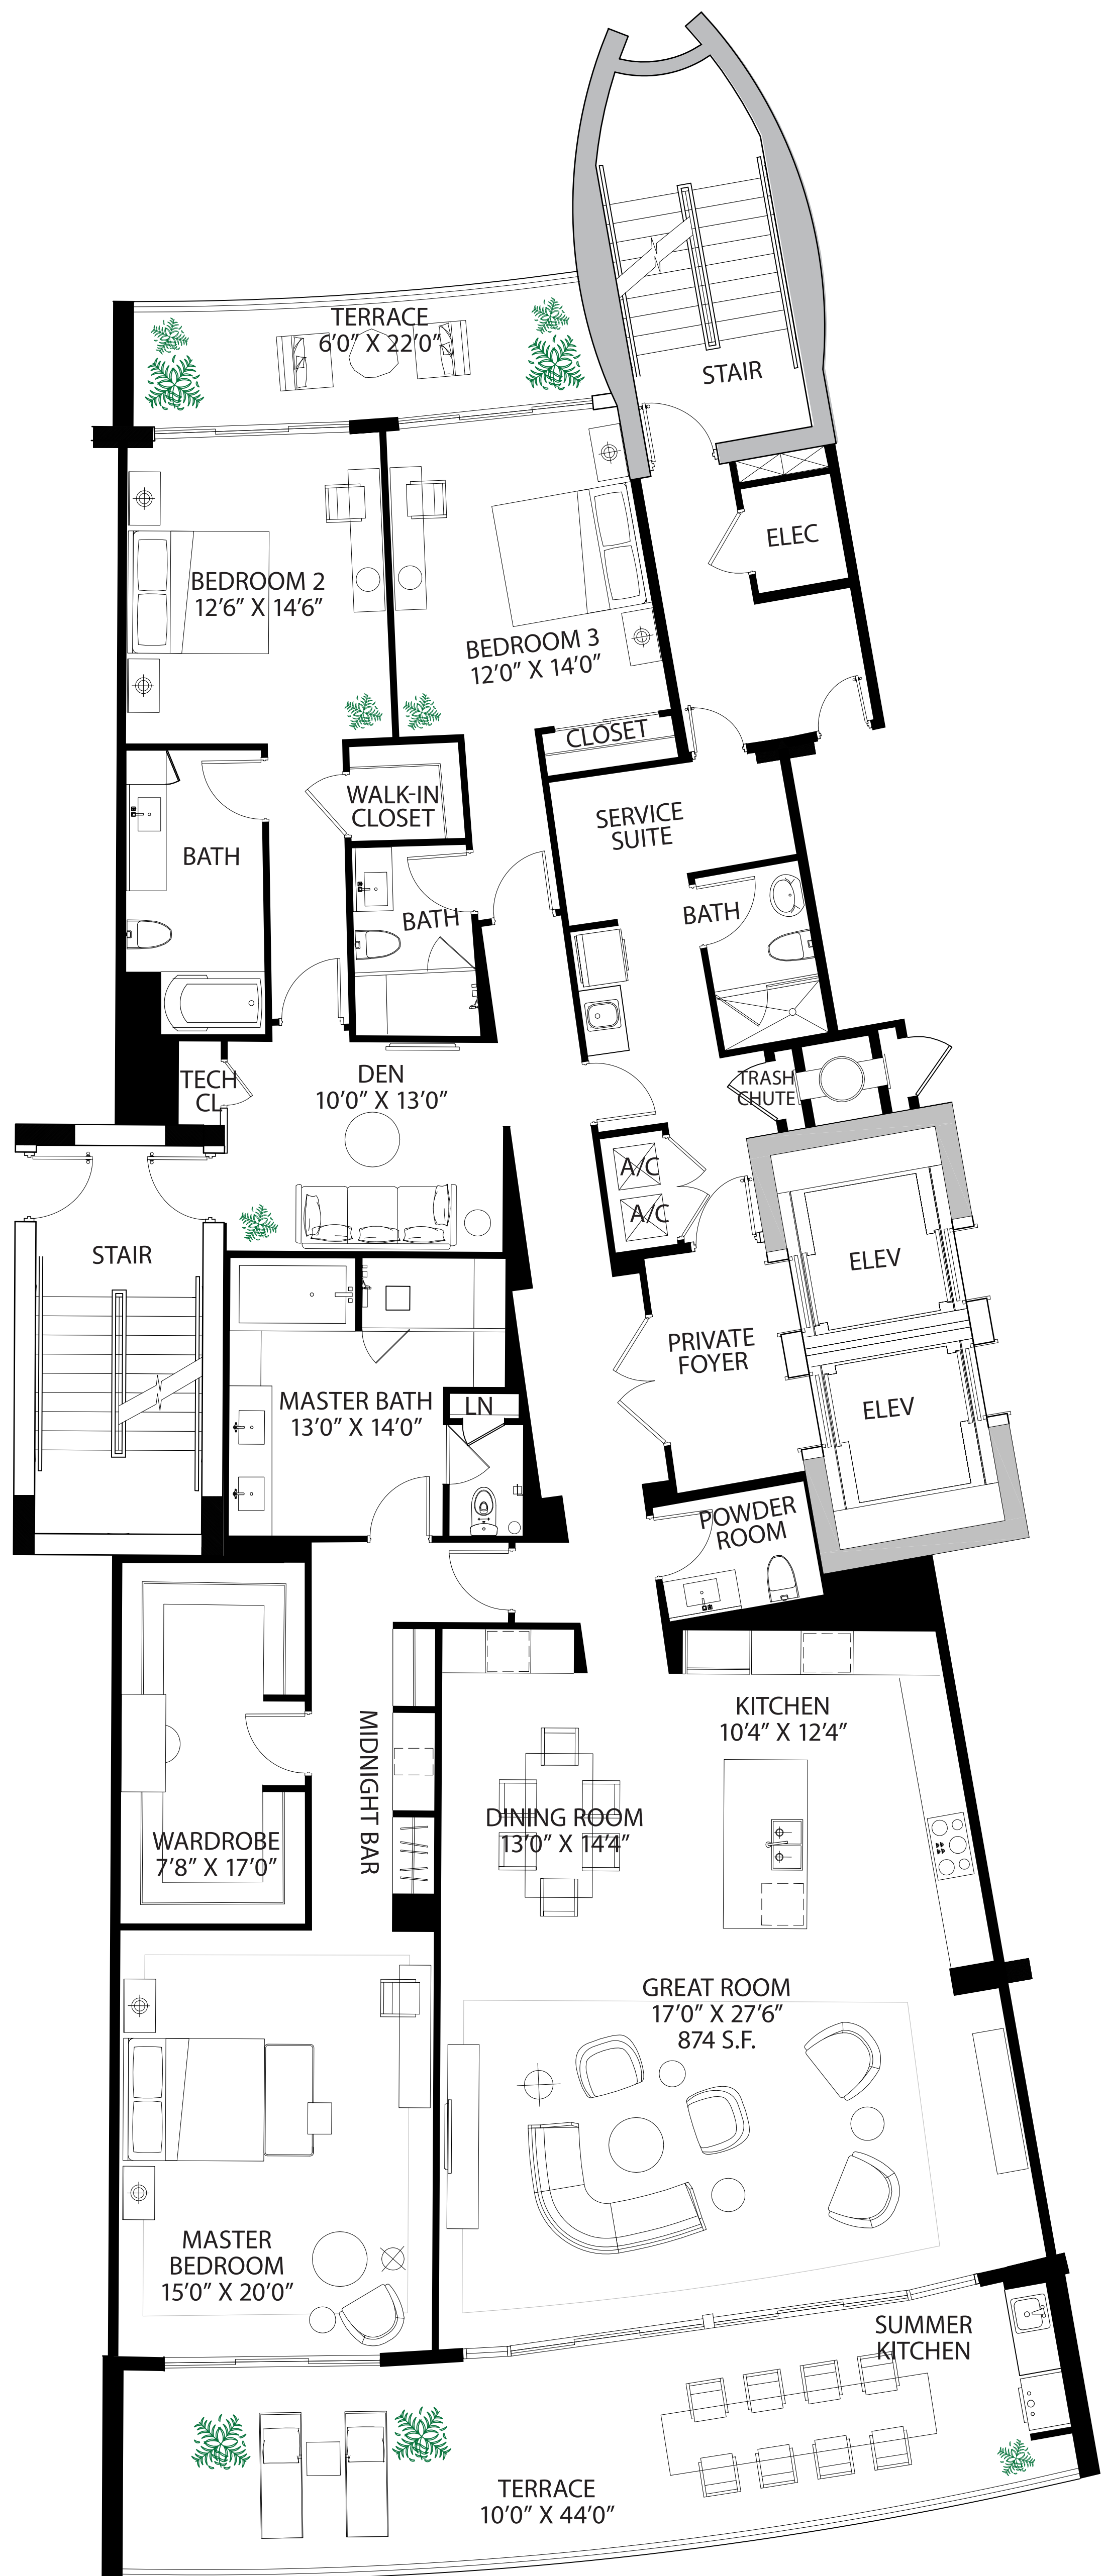 TERRACE
6’0” X 22’0”
STAIR
ELEC
BEDROOM 2
12’6” X 14’6”
BEDROOM 3
12’0” X 14’0”
CLOSET
WALK-IN
CLOSET
SERVICE
SUITE
BATH
BATH
BATH
TECH
CL
DEN
10’0” X 13’0”
TRASH
CHUTE
A/C
A/C
STAIR
ELEV
PRIVATE
FOYER
ELEV
MASTER BATH
13’0” X 14’0”
LN
POWDER
ROOM
KITCHEN
10’4” X 12’4”
MIDNIGHT BAR
DINING ROOM
13’0” X 14’4”
WARDROBE
7’8” X 17’0”
GREAT ROOM
17’0” X 27’6”
874 S.F.
MASTER
BEDROOM
15’0” X 20’0”
SUMMER
KITCHEN
TERRACE
10’0” X 44’0”